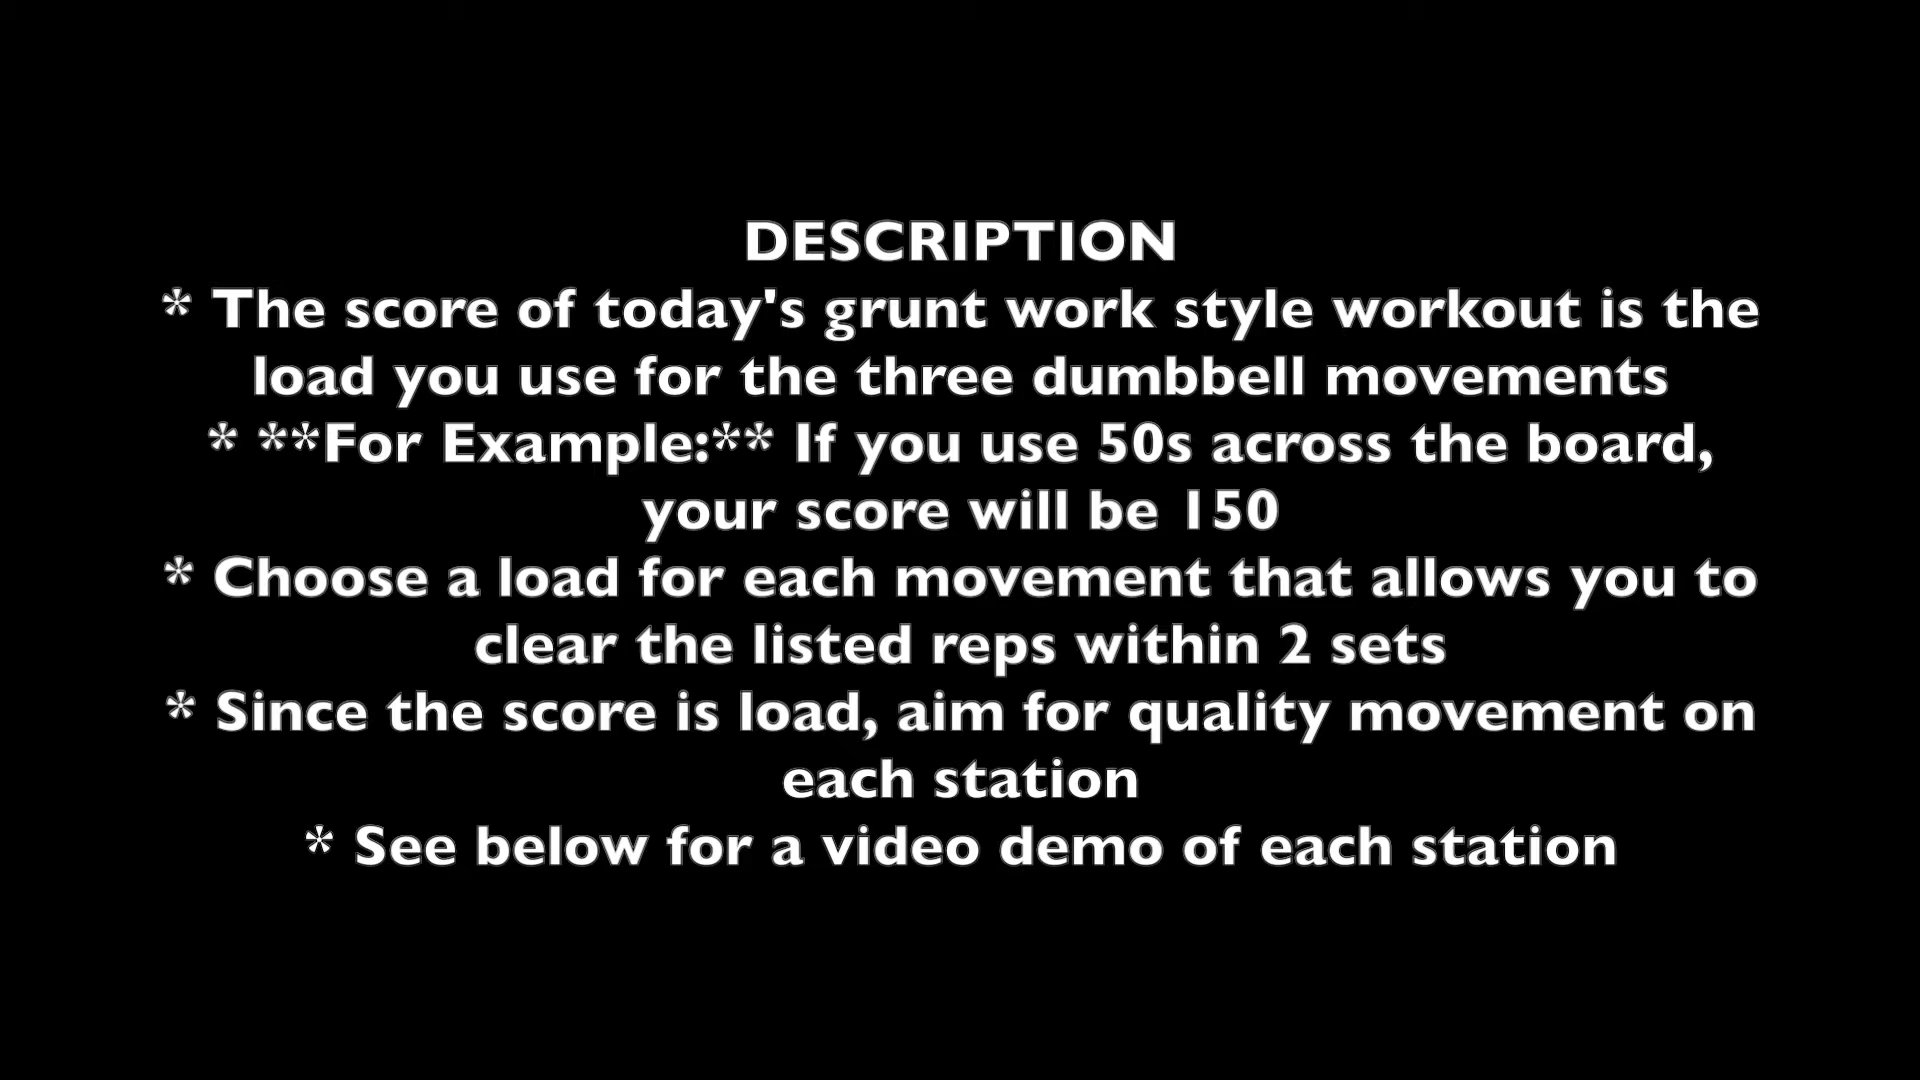 DESCRIPTION
* The score of today's grunt work style workout is the
load you use for the three dumbbell movements
* **For Example:** If you use 50s across the board,
your score will be 150
* Choose a load for each movement that allows you to
clear the listed reps within 2 sets
* Since the score is load, aim for quality movement on
each station
* See below for a video demo of each station